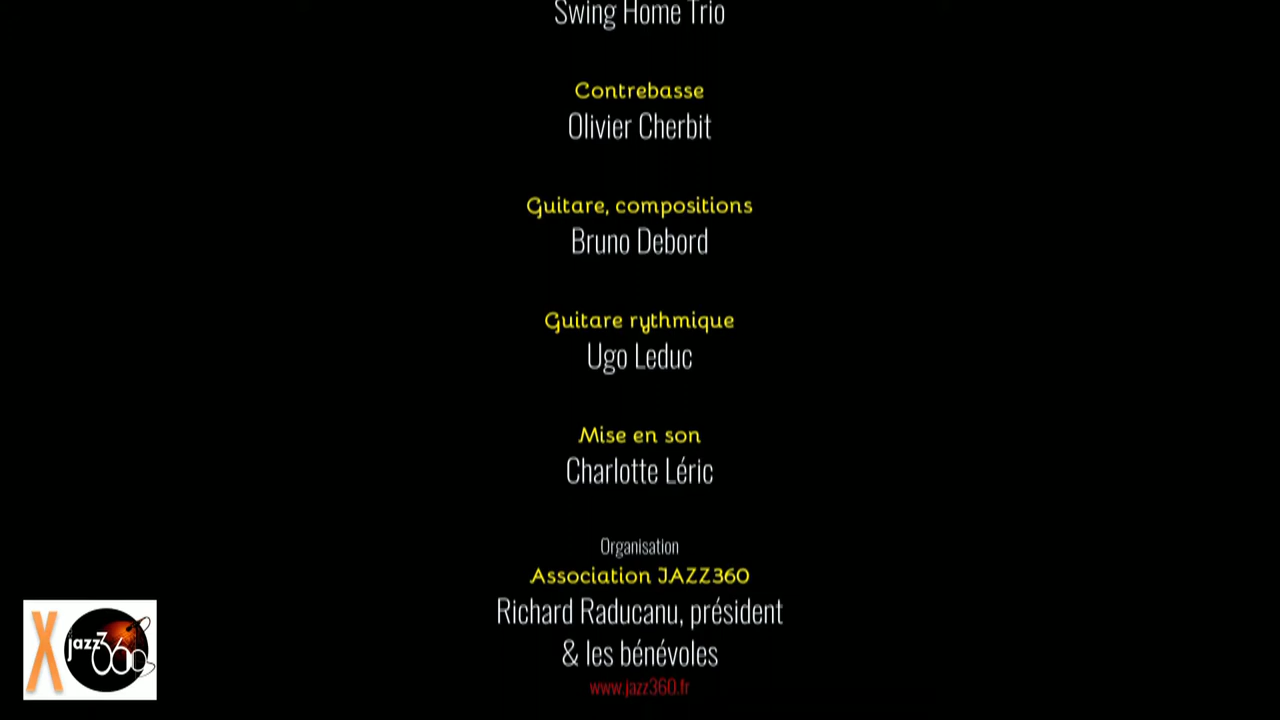 Swing Home Trio
Contrebasse
Olivier Cherbit
Guitare, compositions
Bruno Debord
Guitare rythmique
Ugo Leduc
Mise en son
Charlotte Léric
Organisation
Association JAZZ360
Richard Raducanu, président
& les bénévoles
www.jazz360.fr
X jazz360